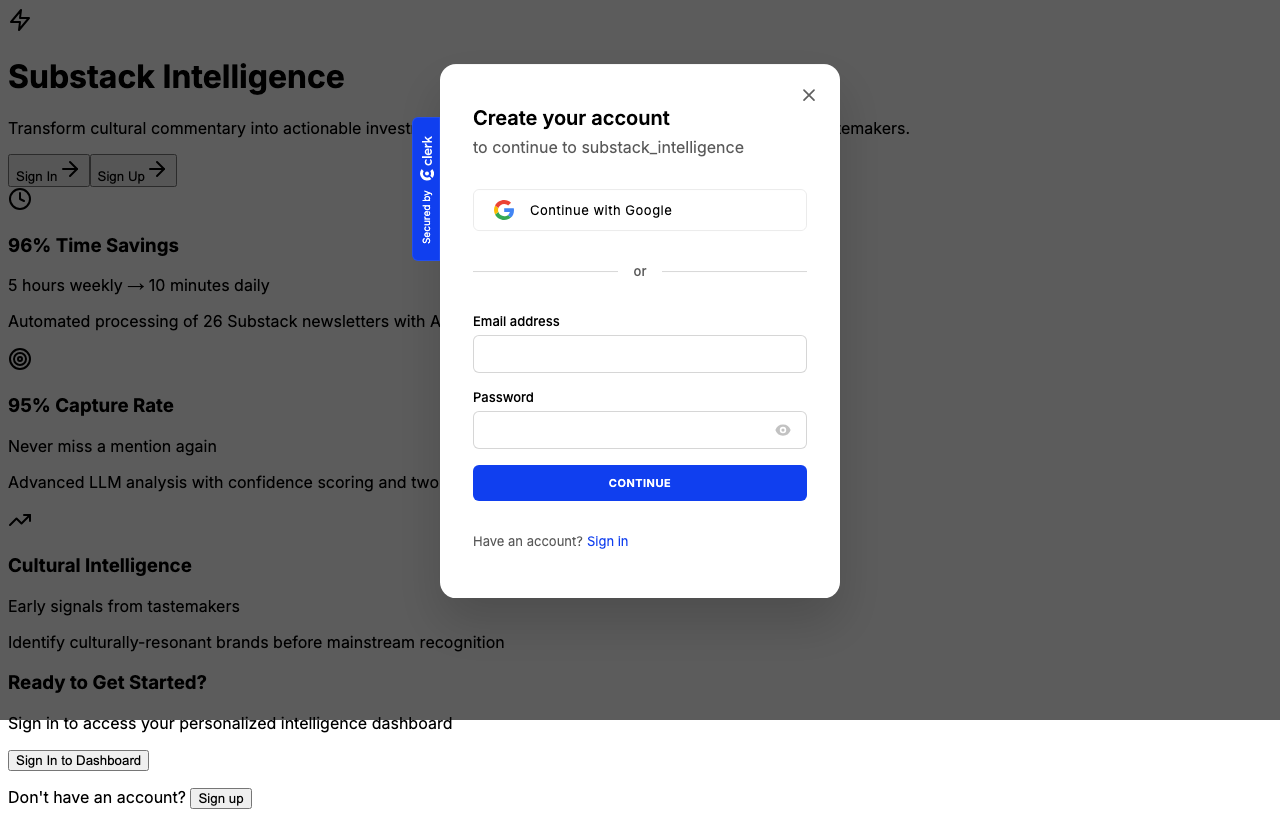 Substack Intelligence
Transform cultural commentary into actionable invest
emakers.
Sign In
Sign Up
96% Time Savings
5 hours weekly → 10 minutes daily
Automated processing of 26 Substack newsletters with A
95% Capture Rate
Never miss a mention again
Advanced LLM analysis with confidence scoring and two
Cultural Intelligence
Early signals from tastemakers
Identify culturally-resonant brands before mainstream recognition
Ready to Get Started?
Sign in to access your personalized intelligence dashboard
Sign In to Dashboard
Don't have an account? Sign up
Secured by clerk
Create your account
to continue to substack_intelligence
Continue with Google
or
Email address
Password
CONTINUE
Have an account? Sign in